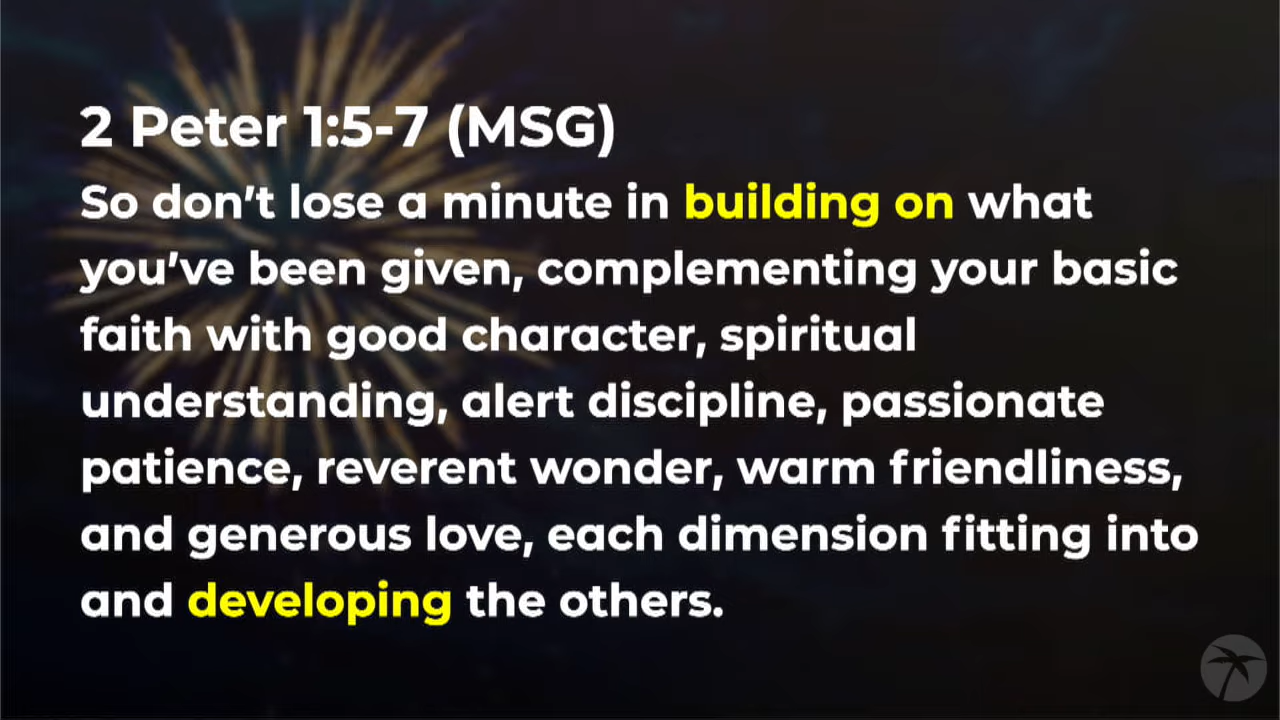 2 Peter 1:5-7 (MSG)
So don’t lose a minute in building on what
you’ve been given, complementing your basic
faith with good character, spiritual
understanding, alert discipline, passionate
patience, reverent wonder, warm friendliness,
and generous love, each dimension fitting into
and developing the others.